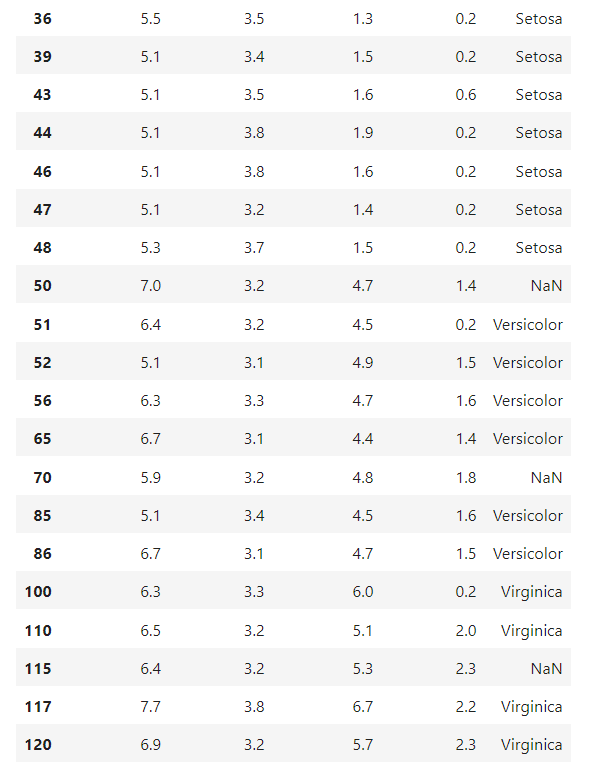 36 5.5 3.5 1.3 0.2 Setosa
39 5.1 3.4 1.5 0.2 Setosa
43 5.1 3.5 1.6 0.6 Setosa
44 5.1 3.8 1.9 0.2 Setosa
46 5.1 3.8 1.6 0.2 Setosa
47 5.1 3.2 1.4 0.2 Setosa
48 5.3 3.7 1.5 0.2 Setosa
50 7.0 3.2 4.7 1.4 NaN
51 6.4 3.2 4.5 0.2 Versicolor
52 5.1 3.1 4.9 1.5 Versicolor
56 6.3 3.3 4.7 1.6 Versicolor
65 6.7 3.1 4.4 1.4 Versicolor
70 5.9 3.2 4.8 1.8 NaN
85 5.1 3.4 4.5 1.6 Versicolor
86 6.7 3.1 4.7 1.5 Versicolor
100 6.3 3.3 6.0 0.2 Virginica
110 6.5 3.2 5.1 2.0 Virginica
115 6.4 3.2 5.3 2.3 NaN
117 7.7 3.8 6.7 2.2 Virginica
120 6.9 3.2 5.7 2.3 Virginica